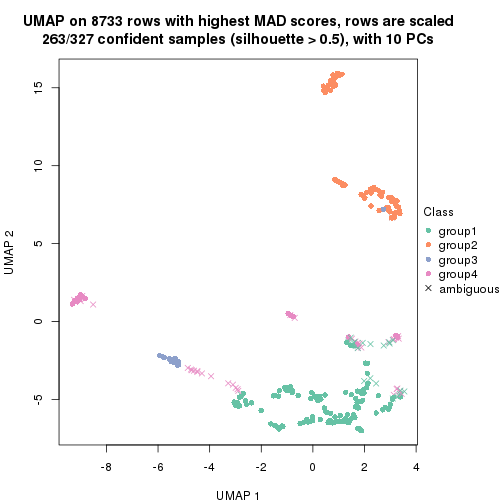 UMAP on 8733 rows with highest MAD scores, rows are scaled
263/327 confident samples (silhouette > 0.5), with 10 PCs
15
10
5
0
-5
UMAP 2
-8
-6
-4
-2
0
2
4
UMAP 1
Class
group1
group2
group3
group4
ambiguous